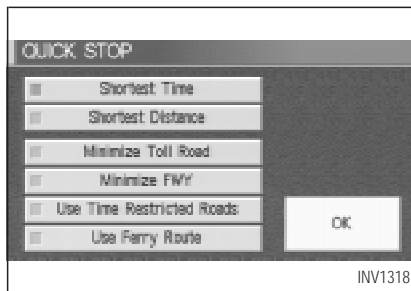 QUICK STOP
Shortest Time
Shortest Distance
Minimize Toll Road
Minimize FWY
Use Time Restricted Roads
Use Ferry Route
OK
INV1318